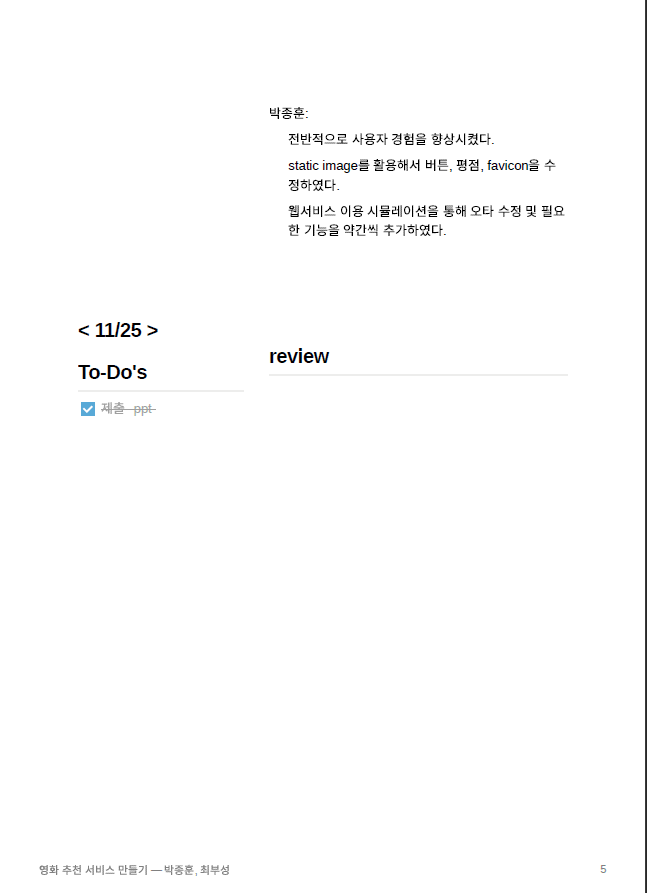 박종훈:
전반적으로 사용자 경험을 향상시켰다.
static image를 활용해서 버튼, 평점, favicon을 수
정하였다.
웹서비스 이용 시뮬레이션을 통해 오타 수정 및 필요
한 기능을 약간씩 추가하였다.
< 11/25 >
To-Do's
제출 ppt
review
영화 추천 서비스 만들기 — 박종훈, 최부성
5